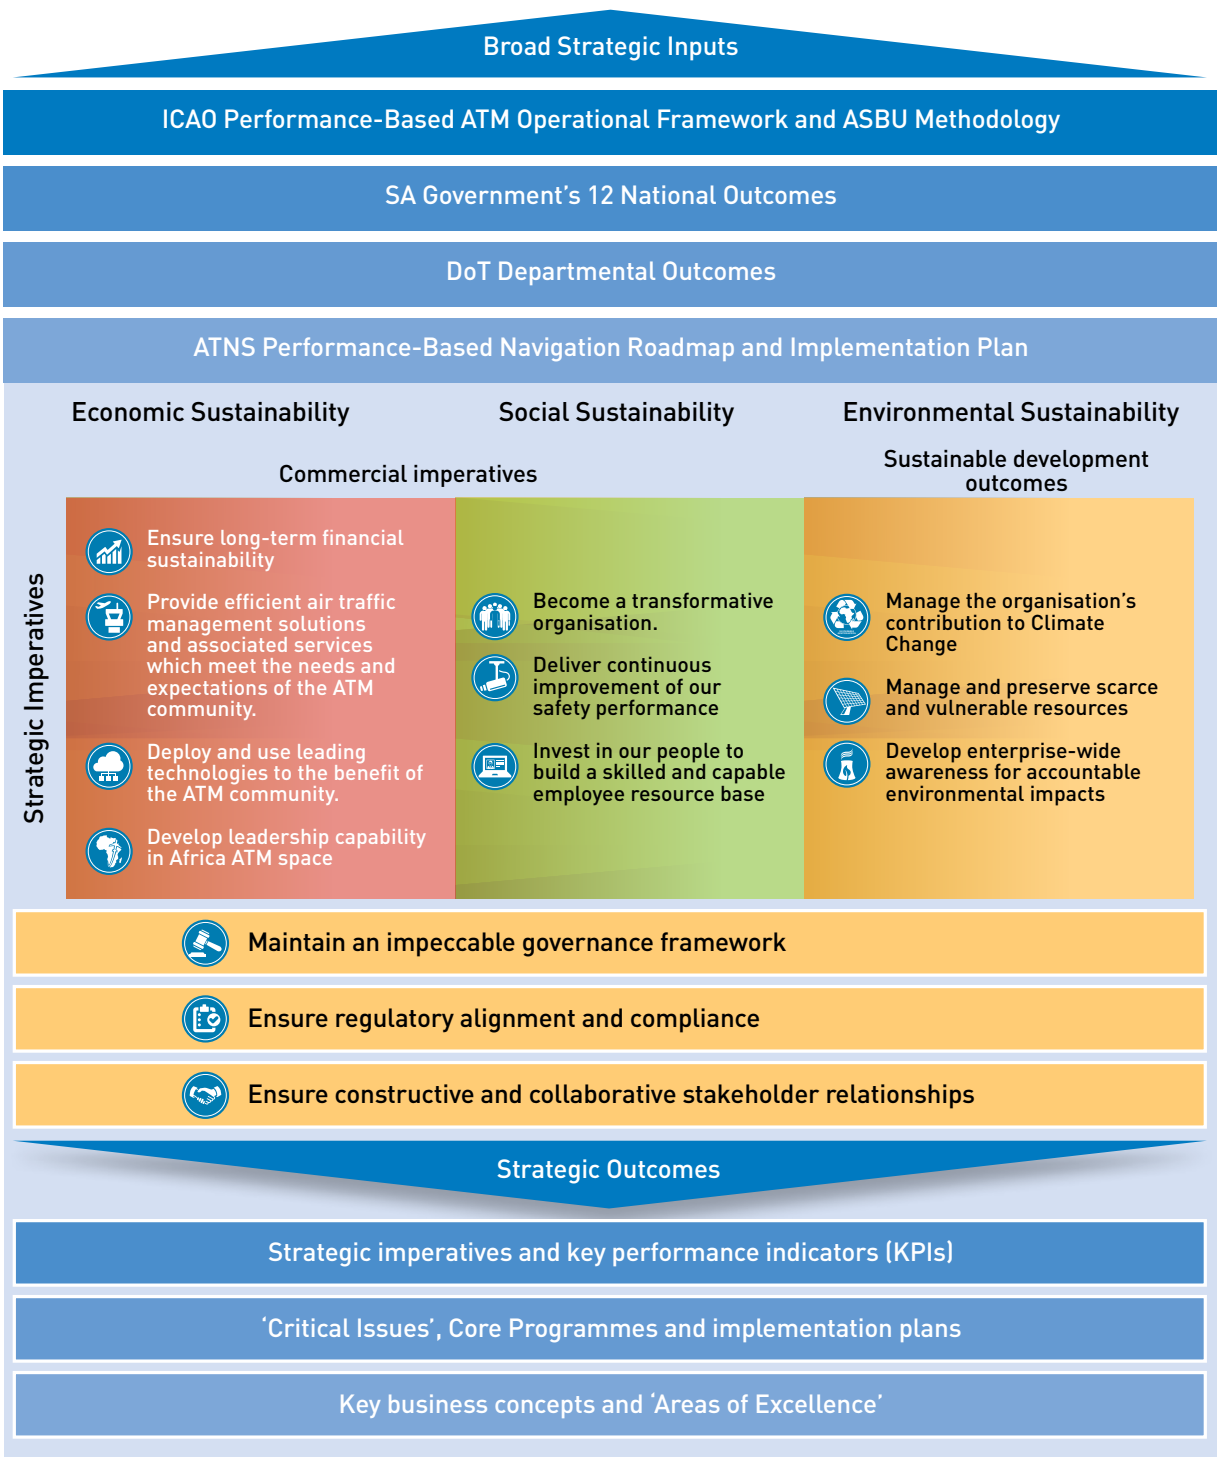 Broad Strategic Inputs
ICAO Performance-Based ATM Operational Framework and ASBU Methodology
SA Government’s 12 National Outcomes
DoT Departmental Outcomes
ATNS Performance-Based Navigation Roadmap and Implementation Plan
Economic Sustainability
Social Sustainability
Environmental Sustainability
Commercial imperatives
Sustainable development
outcomes
Strategic Imperatives
Ensure long-term financial
sustainability
Provide efficient air traffic
management solutions
and associated services
which meet the needs and
expectations of the ATM
community.
Deploy and use leading
technologies to the benefit of
the ATM community.
Develop leadership capability
in Africa ATM space
Become a transformative
organisation.
Deliver continuous
improvement of our
safety performance
Invest in our people to
build a skilled and capable
employee resource base
Manage the organisation’s
contribution to Climate
Change
Manage and preserve scarce
and vulnerable resources
Develop enterprise-wide
awareness for accountable
environmental impacts
Maintain an impeccable governance framework
Ensure regulatory alignment and compliance
Ensure constructive and collaborative stakeholder relationships
Strategic Outcomes
Strategic imperatives and key performance indicators (KPIs)
‘Critical Issues’, Core Programmes and implementation plans
Key business concepts and ‘Areas of Excellence’